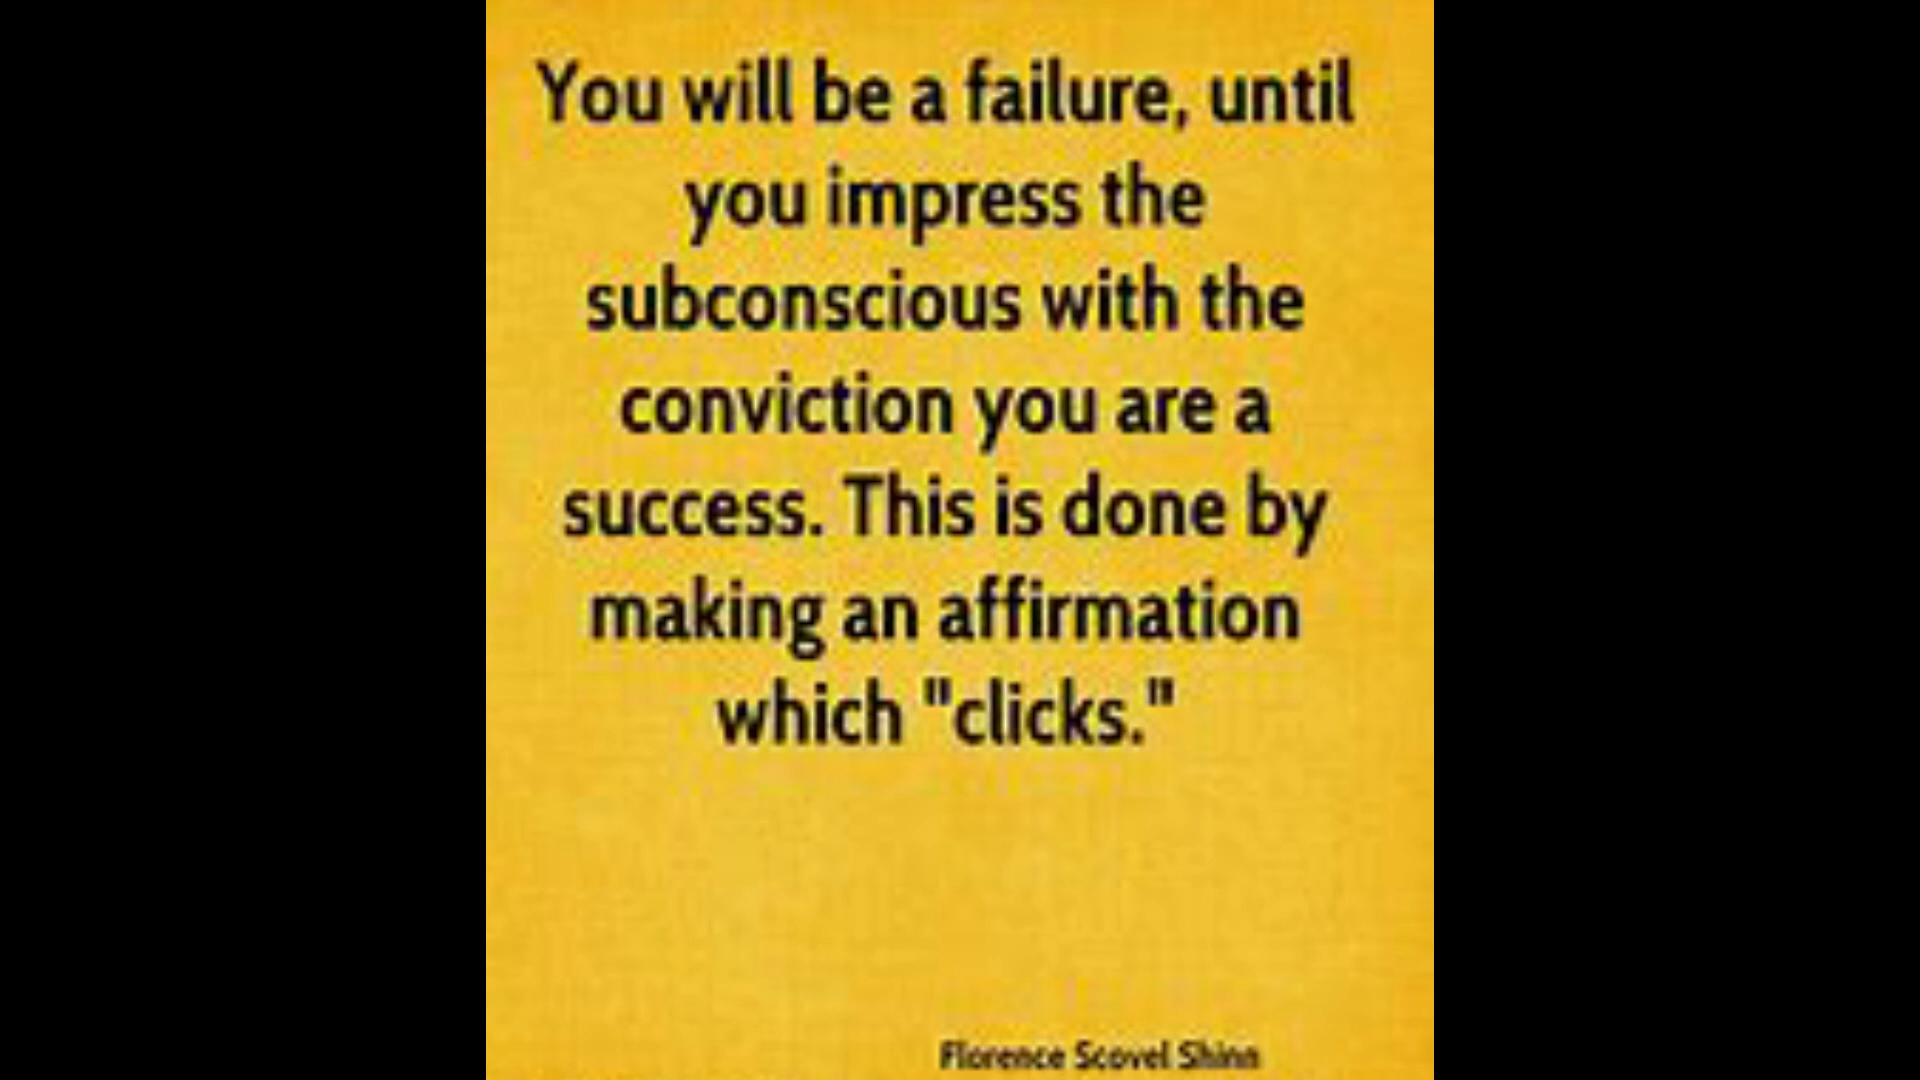 You will be a failure, until
you impress the
subconscious with the
conviction you are a
success. This is done by
making an affirmation
which "clicks."
Florence Scovel Shinn